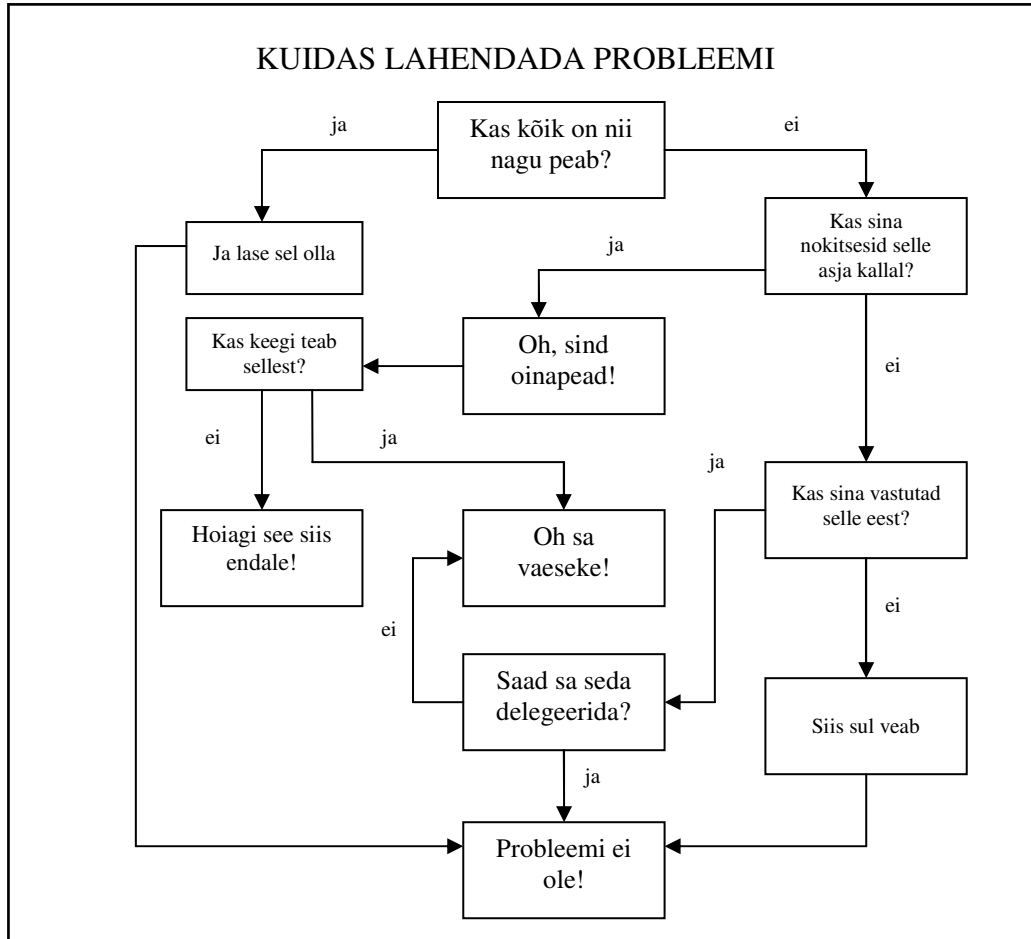 KUIDAS LAHENDADA PROBLEEMI
ja
Kas kõik on nii
nagu peab?
ei
Ja lase sel olla
ja
Kas sina
nokitsesid selle
asja kallal?
Kas keegi teab
sellest?
Oh, sind
oinapead!
ei
ei
ja
ja
Kas sina vastutad
selle eest?
Hoiagi see siis
endale!
Oh sa
vaeseke!
ei
ei
Saad sa seda
delegeerida?
Siis sul veab
ja
Probleemi ei
ole!